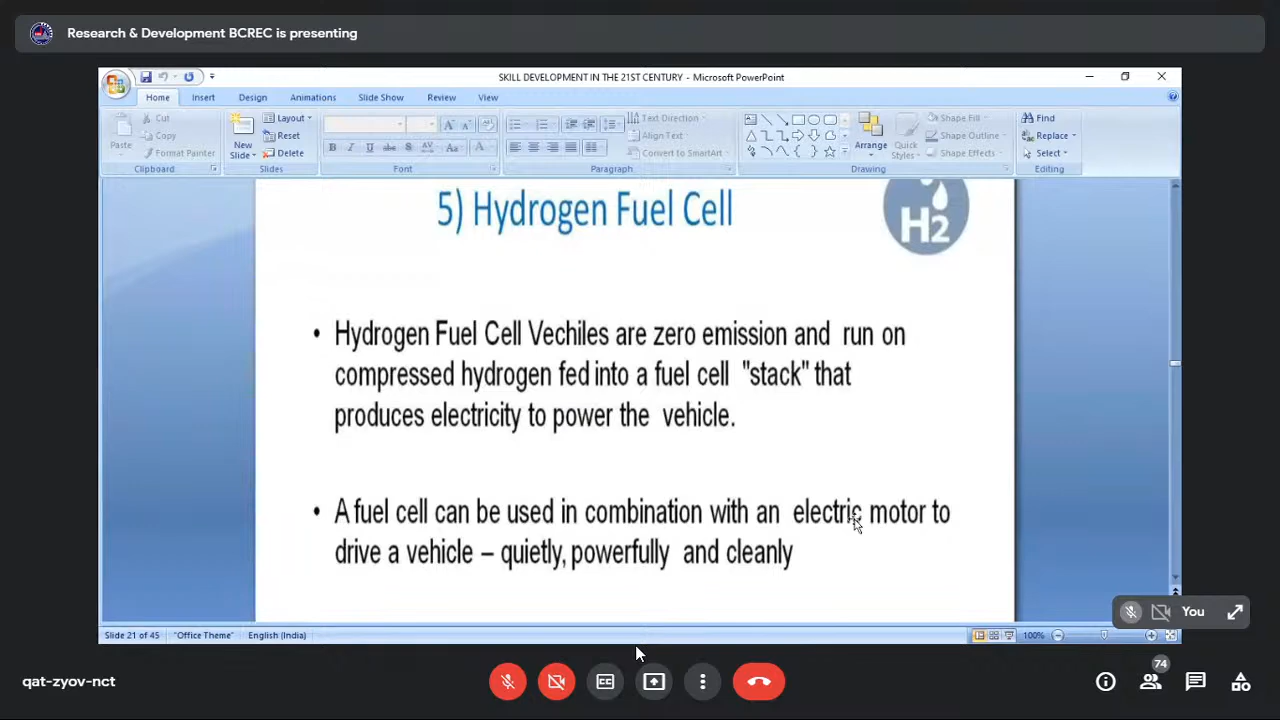 Research & Development BCREC is presenting
SKILL DEVELOPMENT IN THE 21ST CENTURY - Microsoft PowerPoint
Home Insert Design Animations Slide Show Review View
Paste
Cut
Copy
Format Painter
Clipboard
New
Slide
Layout
Reset
Delete
Slides
B I U abc S AV Aa A
Font
Text Direction
Align Text
Convert to SmartArt
Paragraph
Arrange
Quick
Styles
Shape Fill
Shape Outline
Shape Effects
Drawing
Find
Replace
Select
Editing
5) Hydrogen Fuel Cell
H2
• Hydrogen Fuel Cell Vechiles are zero emission and run on
compressed hydrogen fed into a fuel cell "stack" that
produces electricity to power the vehicle.
• A fuel cell can be used in combination with an electric motor to
drive a vehicle – quietly, powerfully and cleanly
You
Slide 21 of 45 "Office Theme" English (India) 100%
qat-zyov-nct
CC
74